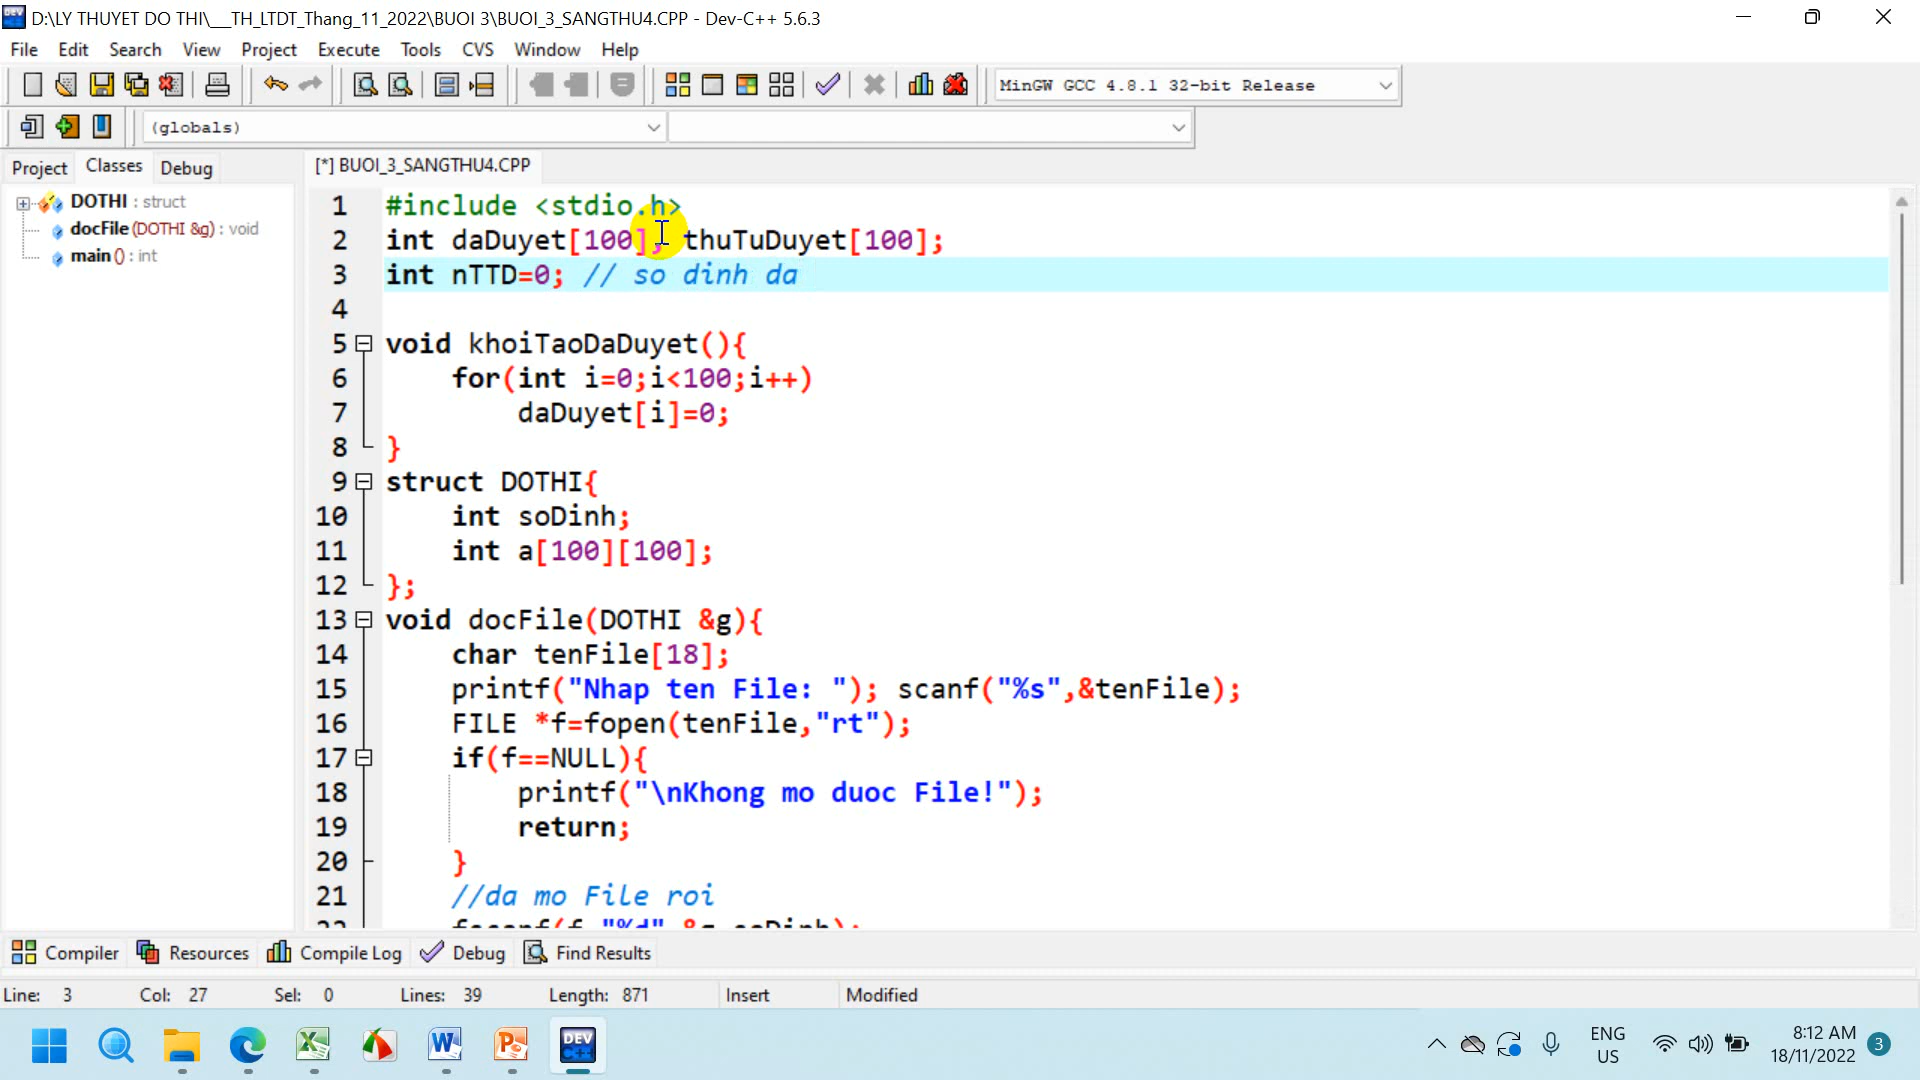 D:\LY THUYET DO THI\___TH_LTDT_Thang_11_2022\BUOI 3\BUOI_3_SANGTHU4.CPP - Dev-C++ 5.6.3
File Edit Search View Project Execute Tools CVS Window Help
MinGW GCC 4.8.1 32-bit Release
(globals)
Project Classes Debug
[*] BUOI_3_SANGTHU4.CPP
DOTHI : struct
docFile (DOTHI &g) : void
main () : int
1 #include <stdio.h>
2 int daDuyet[100], thuTuDuyet[100];
3 int nTTD=0; // so dinh da
4
5 void khoiTaoDaDuyet(){
6 for(int i=0;i<100;i++)
7 daDuyet[i]=0;
8 }
9 struct DOTHI{
10 int soDinh;
11 int a[100][100];
12 };
13 void docFile(DOTHI &g){
14 char tenFile[18];
15 printf("Nhap ten File: "); scanf("%s",&tenFile);
16 FILE *f=fopen(tenFile,"rt");
17 if(f==NULL){
18 printf("\nKhong mo duoc File!");
19 return;
20 }
21 //da mo File roi
Compiler Resources Compile Log Debug Find Results
Line: 3 Col: 27 Sel: 0 Lines: 39 Length: 871 Insert Modified
DEV C++
ENG
US
8:12 AM
18/11/2022
3